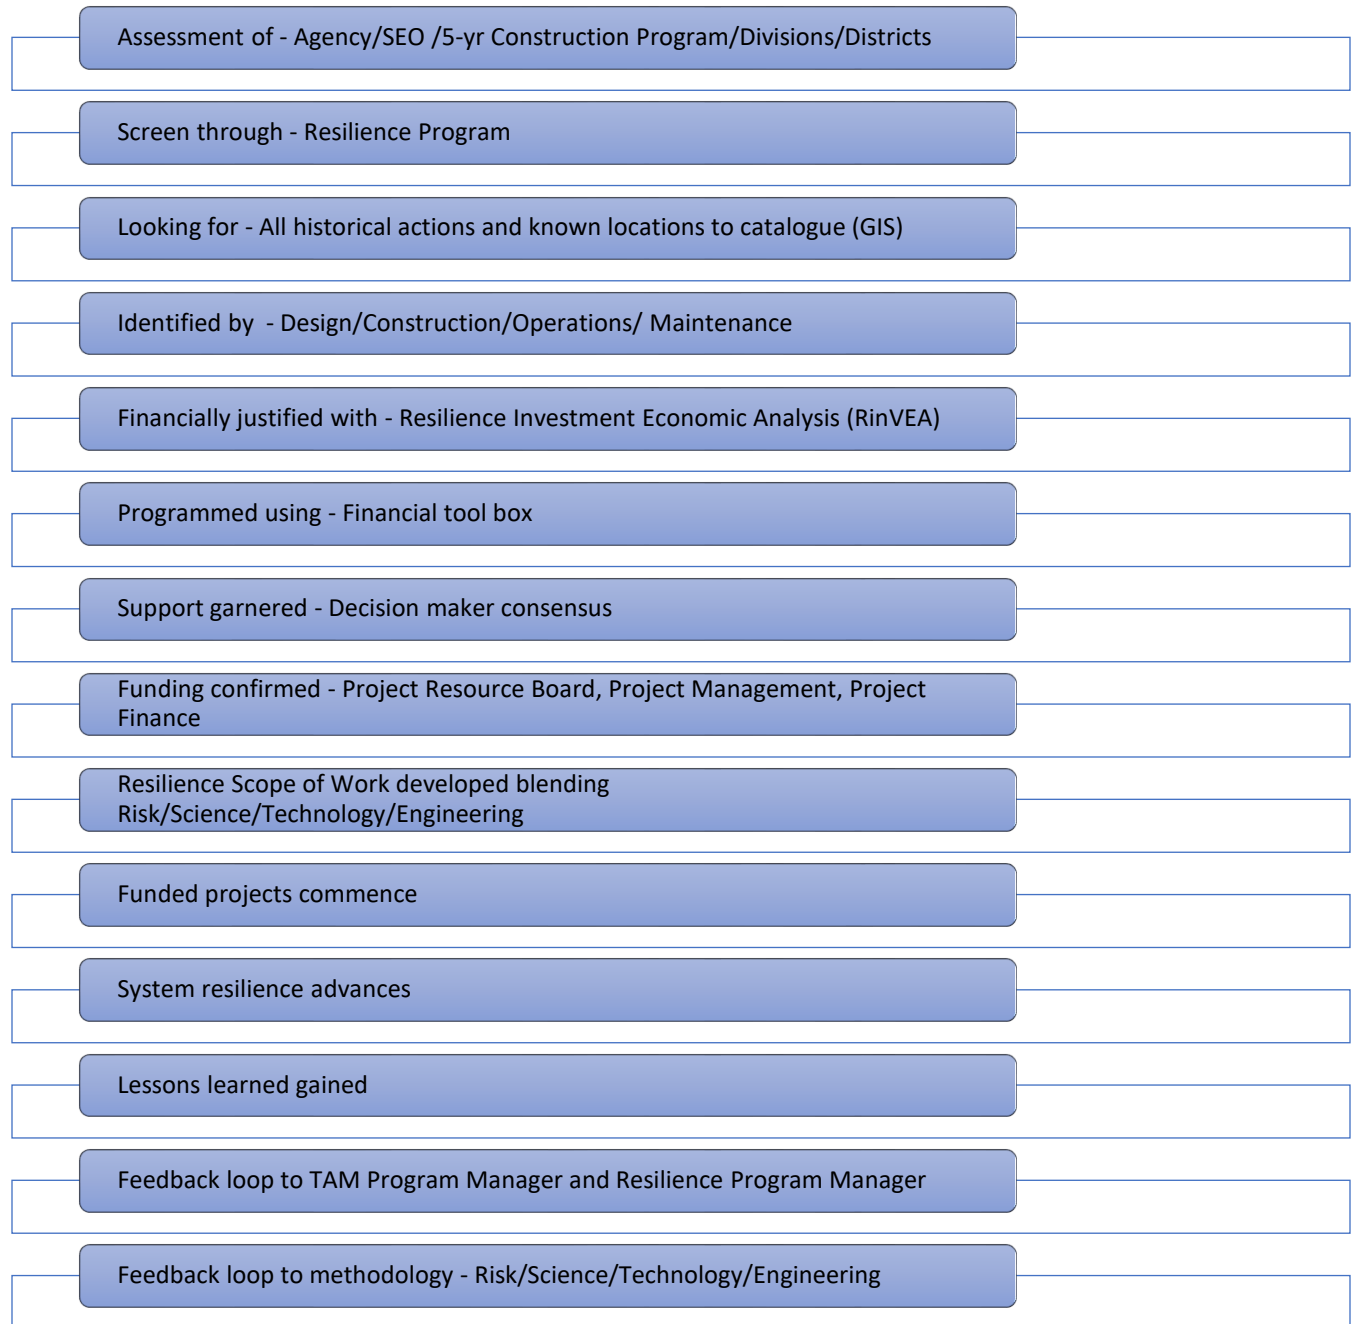 Assessment of - Agency/SEO /5-yr Construction Program/Divisions/Districts
Screen through - Resilience Program
Looking for - All historical actions and known locations to catalogue (GIS)
Identified by  - Design/Construction/Operations/ Maintenance
Financially justified with - Resilience Investment Economic Analysis (RinVEA)
Programmed using - Financial tool box
Support garnered - Decision maker consensus
Funding confirmed - Project Resource Board, Project Management, Project
Finance
Resilience Scope of Work developed blending
Risk/Science/Technology/Engineering
Funded projects commence
System resilience advances
Lessons learned gained
Feedback loop to TAM Program Manager and Resilience Program Manager
Feedback loop to methodology - Risk/Science/Technology/Engineering